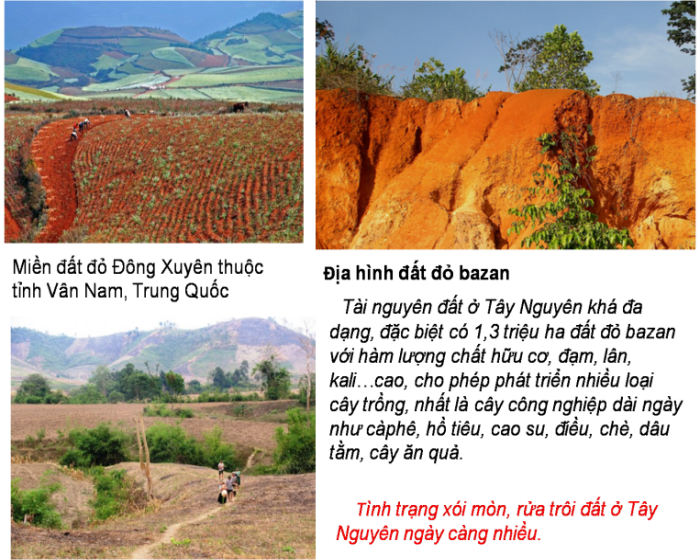 Miền đất đỏ Đông Xuyên thuộc
tỉnh Vân Nam, Trung Quốc
Địa hình đất đỏ bazan
Tài nguyên đất ở Tây Nguyên khá đa
dạng, đặc biệt có 1,3 triệu ha đất đỏ bazan
với hàm lượng chất hữu cơ, đạm, lân,
kali…cao, cho phép phát triển nhiều loại
cây trồng, nhất là cây công nghiệp dài ngày
như càphê, hồ tiêu, cao su, điều, chè, dâu
tằm, cây ăn quả.
Tình trạng xói mòn, rửa trôi đất ở Tây
Nguyên ngày càng nhiều.